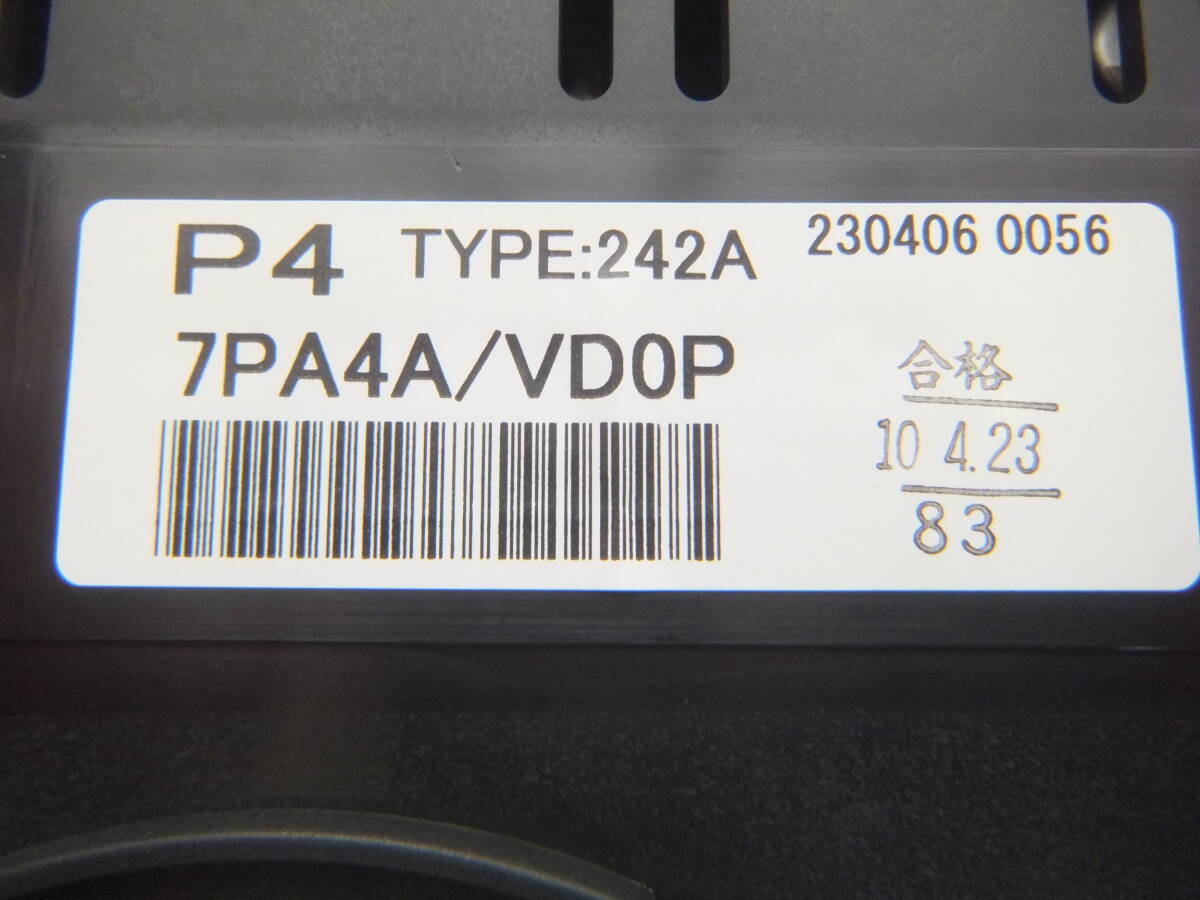 P4 TYPE:242A 230406 0056
7PA4A/VD0P
合格
10 4.23
83